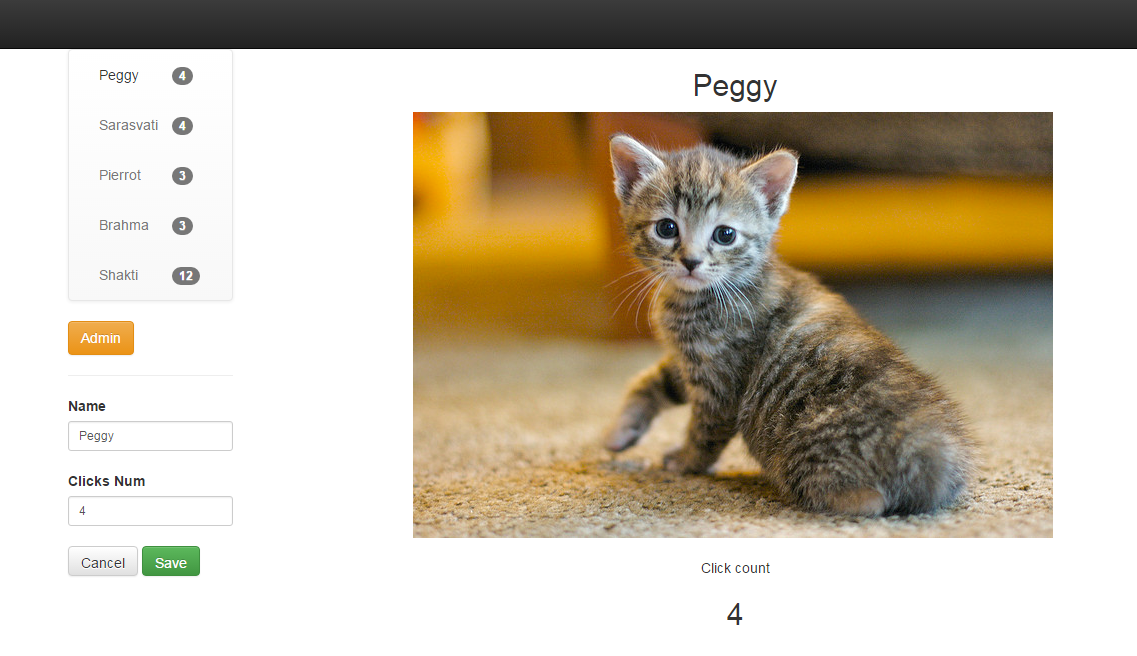 Peggy 4
Sarasvati 4
Pierrot 3
Brahma 3
Shakti 12
Admin
Name
Peggy
Clicks Num
4
Cancel Save
Peggy
Click count
4